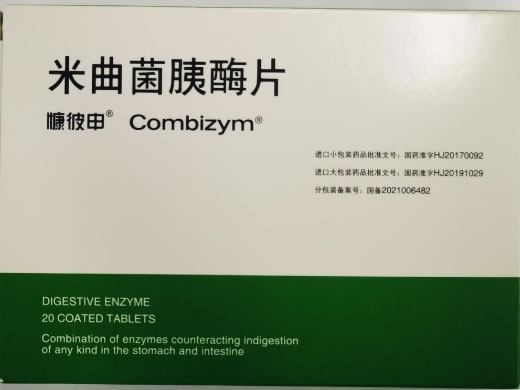 米曲菌胰酶片
慷彼申® Combizym®
进口小包装药品批准文号：国药准字HJ20170092
进口大包装药品批准文号：国药准字HJ20191029
分包装备案号：国备2021006482
DIGESTIVE ENZYME
20 COATED TABLETS
Combination of enzymes counteracting indigestion
of any kind in the stomach and intestine